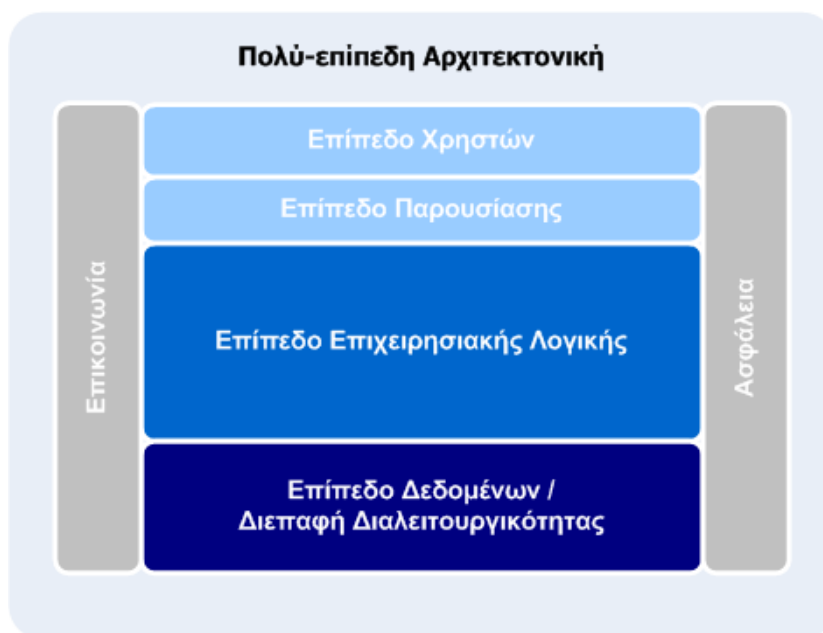 Πολύ-επίπεδη Αρχιτεκτονική
Επίπεδο Χρηστών
Επίπεδο Παρουσίασης
Επικοινωνία
Επίπεδο Επιχειρησιακής Λογικής
Ασφάλεια
Επίπεδο Δεδομένων /
Διεπαφή Διαλειτουργικότητας